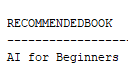 RECOMMENDEDBOOK
-----------------
AI for Beginners